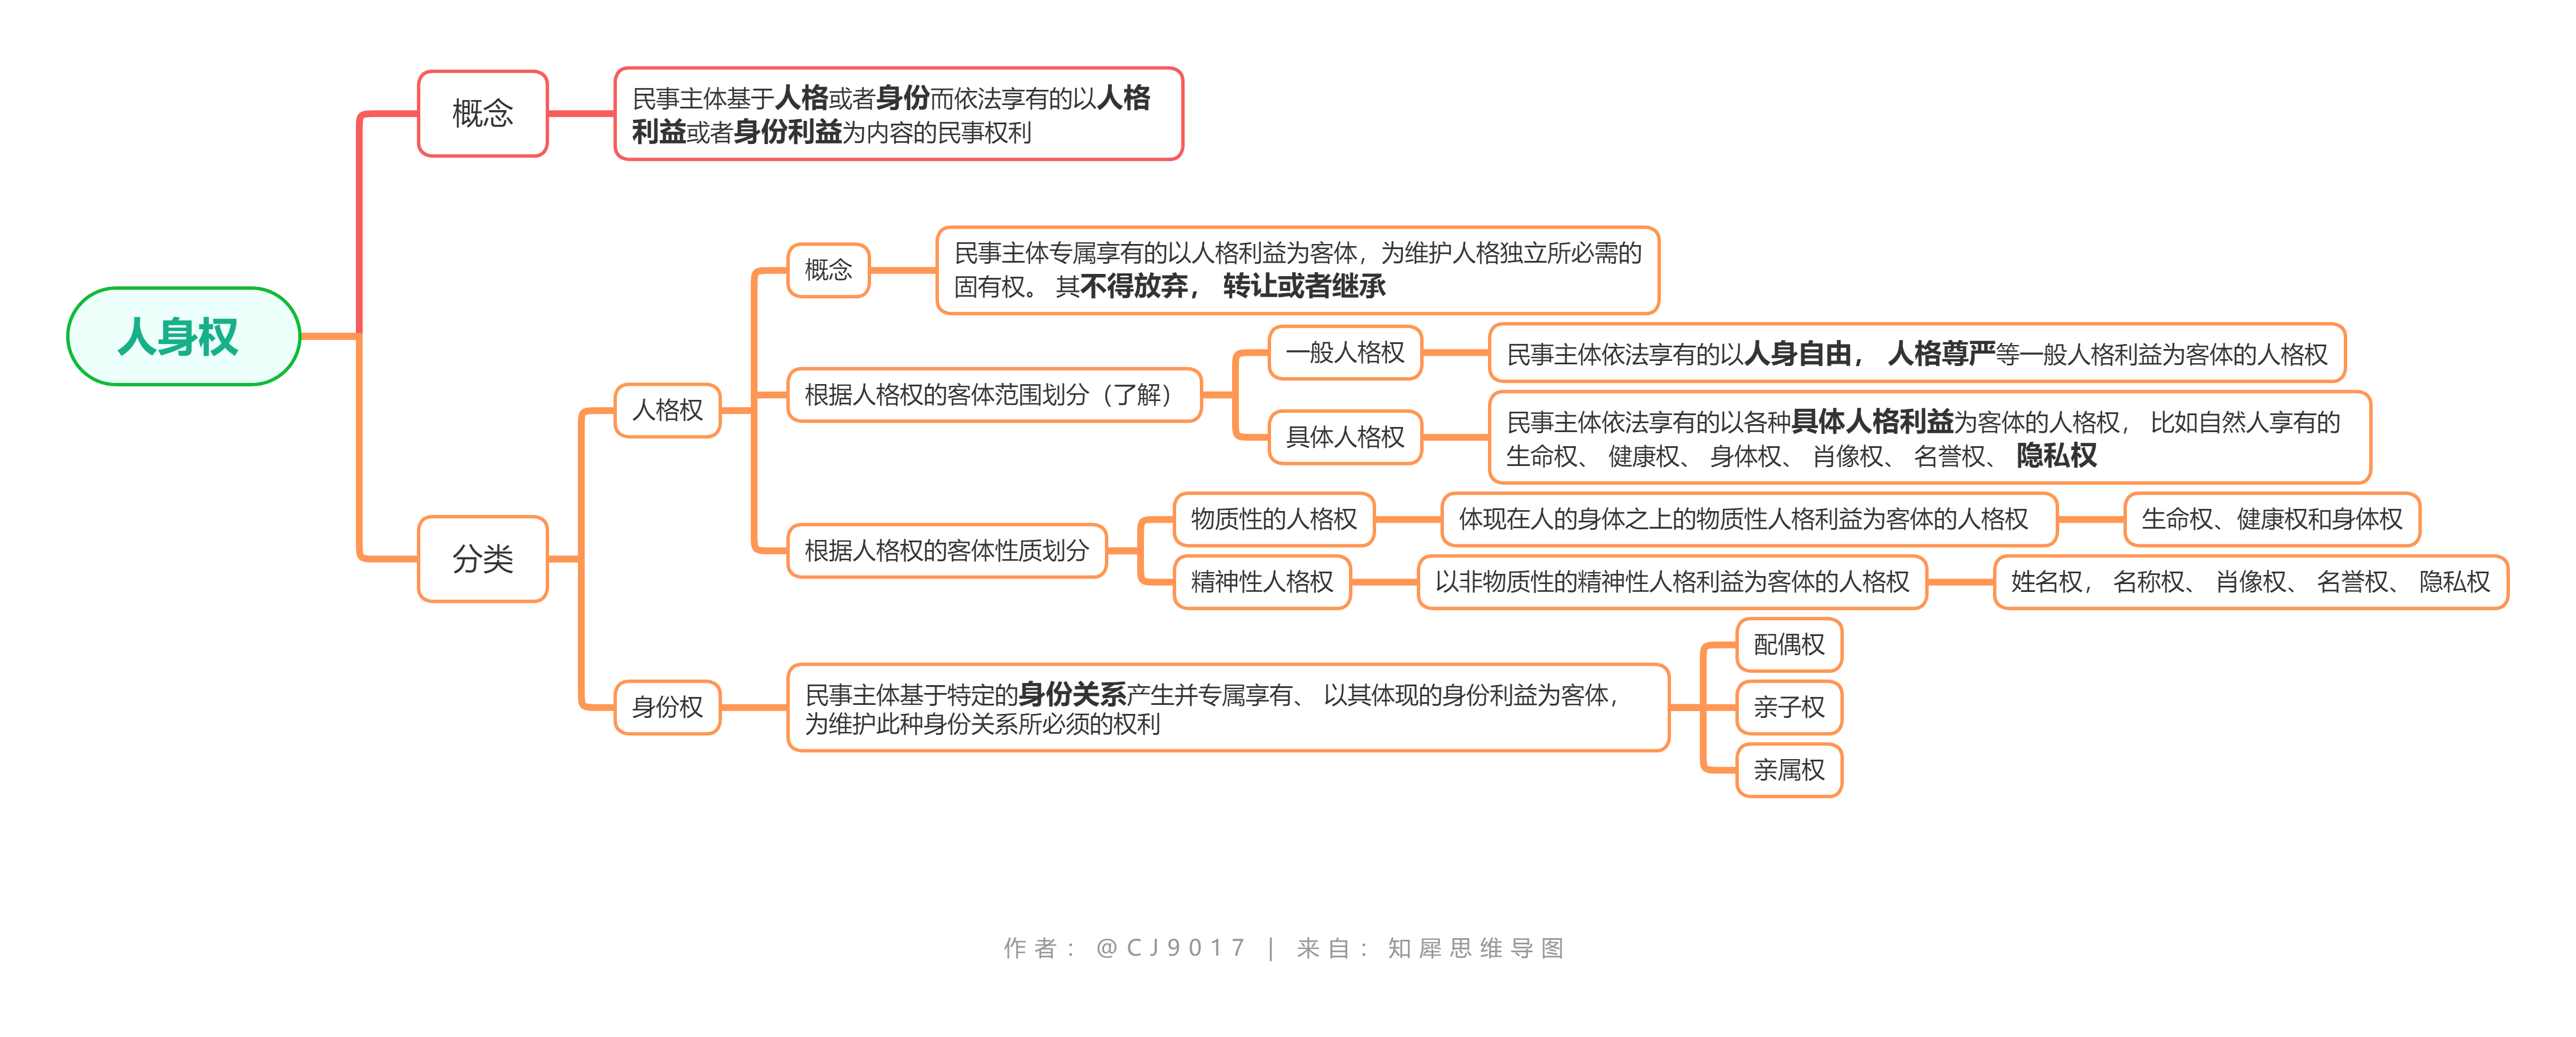 人身权
概念
民事主体基于人格或者身份而依法享有的以人格
利益或者身份利益为内容的民事权利
分类
人格权
概念
民事主体专属享有的以人格利益为客体，为维护人格独立所必需的
固有权。 其不得放弃， 转让或者继承
根据人格权的客体范围划分（了解）
一般人格权
民事主体依法享有的以人身自由， 人格尊严等一般人格利益为客体的人格权
具体人格权
民事主体依法享有的以各种具体人格利益为客体的人格权， 比如自然人享有的
生命权、 健康权、 身体权、 肖像权、 名誉权、 隐私权
根据人格权的客体性质划分
物质性的人格权
体现在人的身体之上的物质性人格利益为客体的人格权
生命权、健康权和身体权
精神性人格权
以非物质性的精神性人格利益为客体的人格权
姓名权， 名称权、 肖像权、 名誉权、 隐私权
身份权
民事主体基于特定的身份关系产生并专属享有、 以其体现的身份利益为客体，
为维护此种身份关系所必须的权利
配偶权
亲子权
亲属权
作者：@CJ9017 | 来自：知犀思维导图